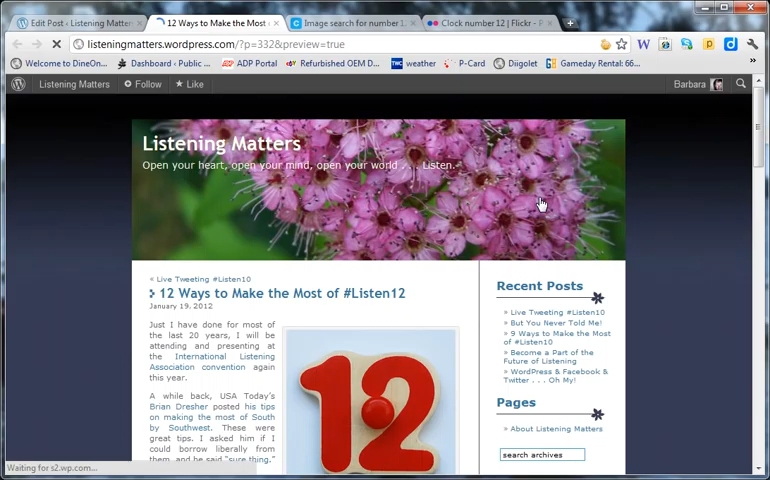 Edit Post ‹ Listening Matters
12 Ways to Make the Most
Image search for number 1
Clock number 12 | Flickr - P
listeningmatters.wordpress.com/?p=332&preview=true
Welcome to DineOn...
Dashboard ‹ Public ...
ADP Portal
Refurbished OEM D...
weather
P-Card
Diigolet
Gameday Rental: 66...
Listening Matters
Follow
Like
Barbara
Listening Matters
Open your heart, open your mind, open your world . . . Listen.
« Live Tweeting #Listen10
12 Ways to Make the Most of #Listen12
January 19, 2012
Just I have done for most of
the last 20 years, I will be
attending and presenting at
the International Listening
Association convention again
this year.
A while back, USA Today's
Brian Dresher posted his tips
on making the most of South
by Southwest. These were
great tips. I asked him if I
could borrow liberally from
them, and he said "sure thing."
12
Recent Posts
» Live Tweeting #Listen10
» But You Never Told Me!
» 9 Ways to Make the Most
of #Listen10
» Become a Part of the
Future of Listening
» WordPress & Facebook &
Twitter . . . Oh My!
Pages
» About Listening Matters
search archives
Waiting for s2.wp.com...